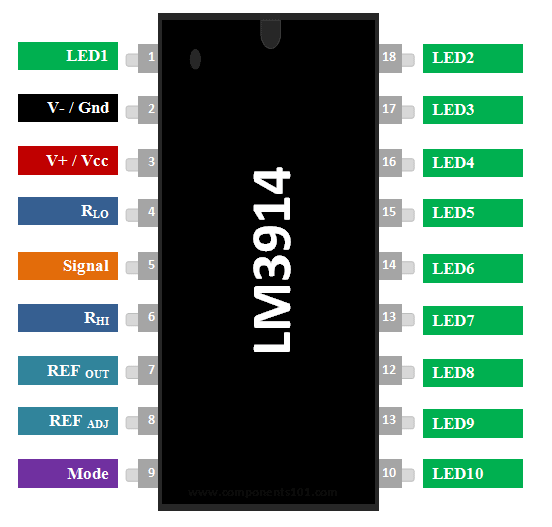 LED1 1 18 LED2
V- / Gnd 2 17 LED3
V+ / Vcc 3 16 LED4
RLO 4 15 LED5
Signal 5 14 LED6
RHI 6 13 LED7
REF OUT 7 12 LED8
REF ADJ 8 13 LED9
Mode 9 10 LED10
LM3914
www.components101.com